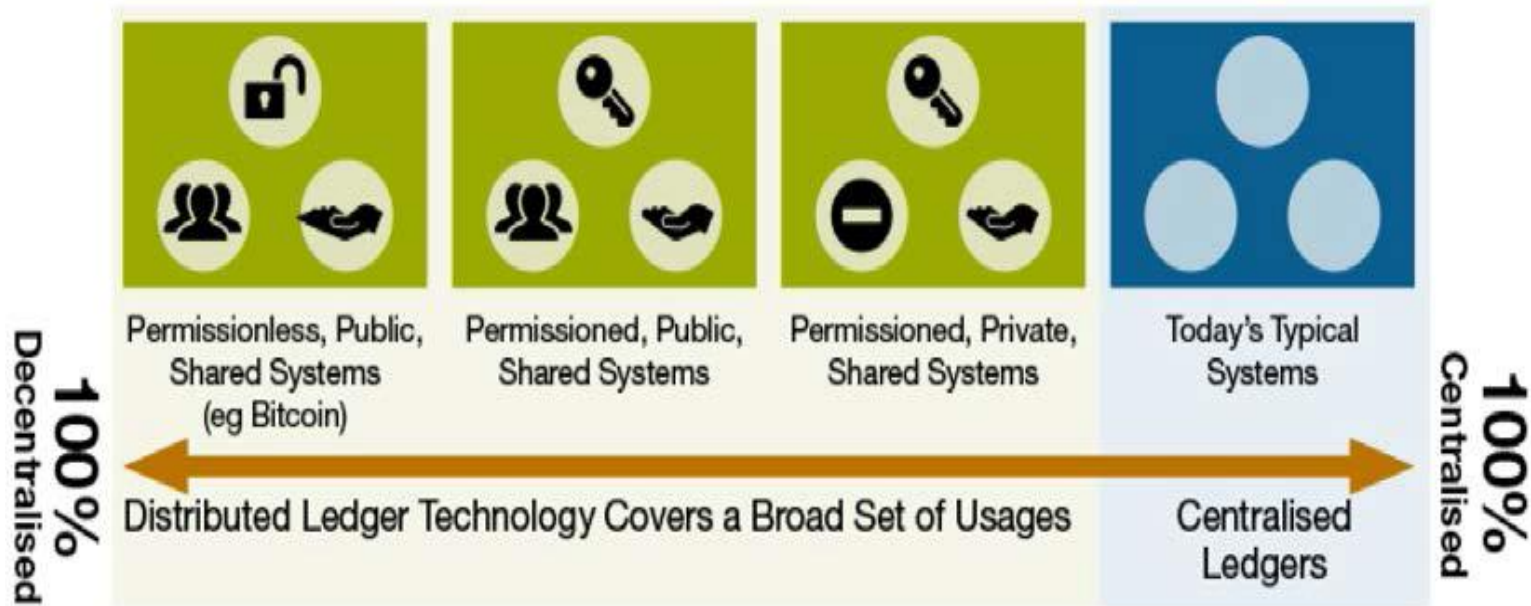 Permissionless, Public,
Shared Systems
(eg Bitcoin)
Permissioned, Public,
Shared Systems
Permissioned, Private,
Shared Systems
Today's Typical
Systems
100%
Decentralised
100%
Centralised
Distributed Ledger Technology Covers a Broad Set of Usages
Centralised
Ledgers